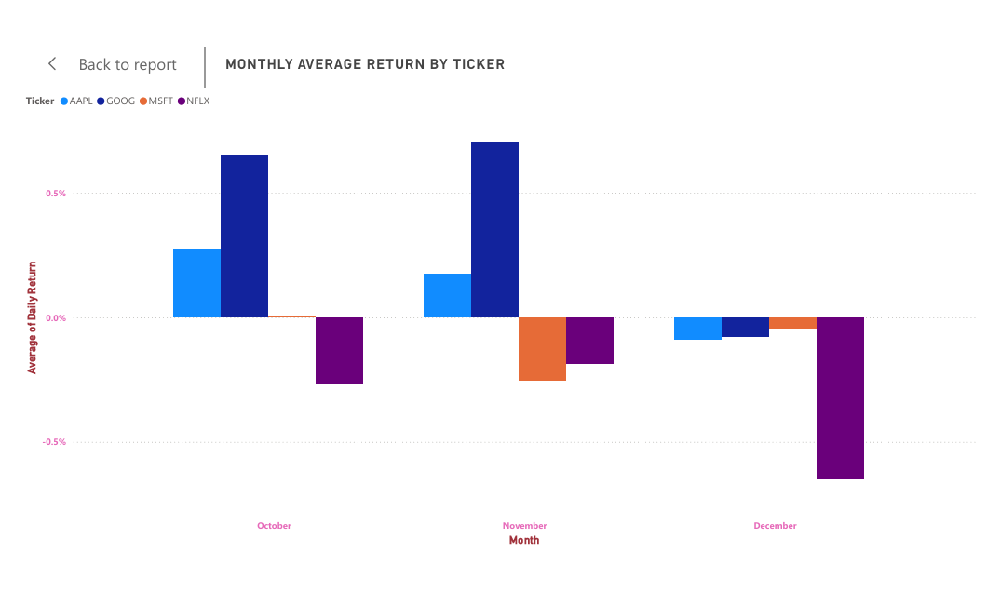 Back to report
MONTHLY AVERAGE RETURN BY TICKER
Ticker AAPL GOOG MSFT NFLX
0.5%
0.0%
-0.5%
Average of Daily Return
October November December
Month